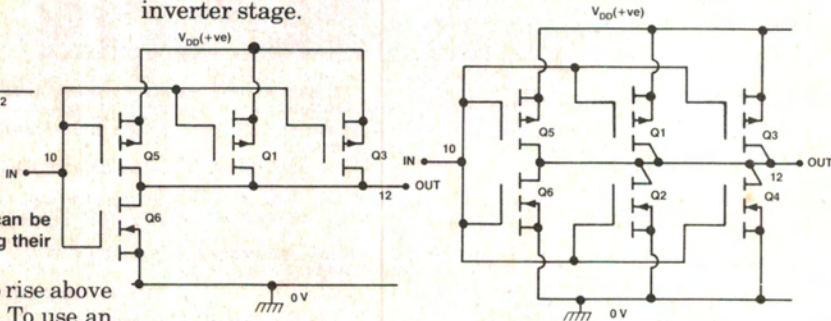 inverter stage.
V_DD(+ve)
2
10
IN
Q5
Q1
Q3
12
OUT
Q6
can be
g their
0 V
rise above
To use an
V_DD(+ve)
Q5
Q1
Q3
10
IN
OUT
12
Q6
Q2
Q4
0 V